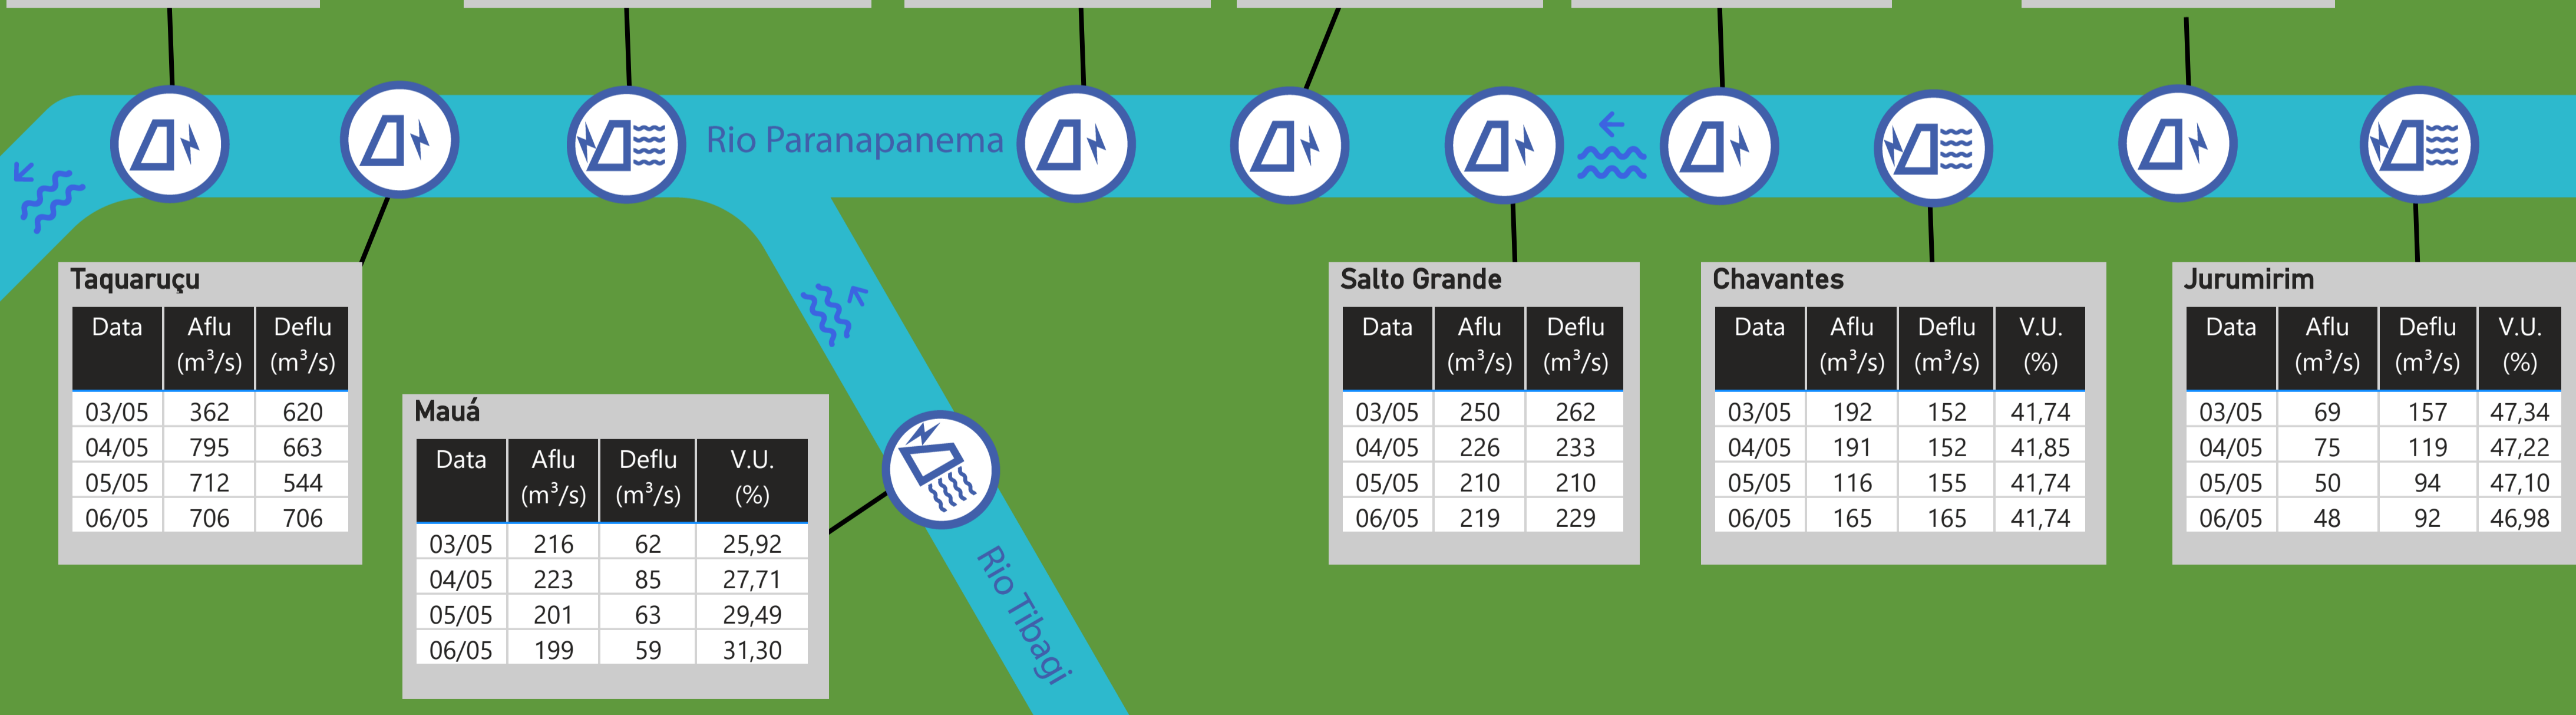 Rio Paranapanema
Taquaruçu
Data Aflu (m³/s) Deflu (m³/s)
03/05 362 620
04/05 795 663
05/05 712 544
06/05 706 706
Mauá
Data Aflu (m³/s) Deflu (m³/s) V.U. (%)
03/05 216 62 25,92
04/05 223 85 27,71
05/05 201 63 29,49
06/05 199 59 31,30
Rio Tibagi
Salto Grande
Data Aflu (m³/s) Deflu (m³/s)
03/05 250 262
04/05 226 233
05/05 210 210
06/05 219 229
Chavantes
Data Aflu (m³/s) Deflu (m³/s) V.U. (%)
03/05 192 152 41,74
04/05 191 152 41,85
05/05 116 155 41,74
06/05 165 165 41,74
Jurumirim
Data Aflu (m³/s) Deflu (m³/s) V.U. (%)
03/05 69 157 47,34
04/05 75 119 47,22
05/05 50 94 47,10
06/05 48 92 46,98